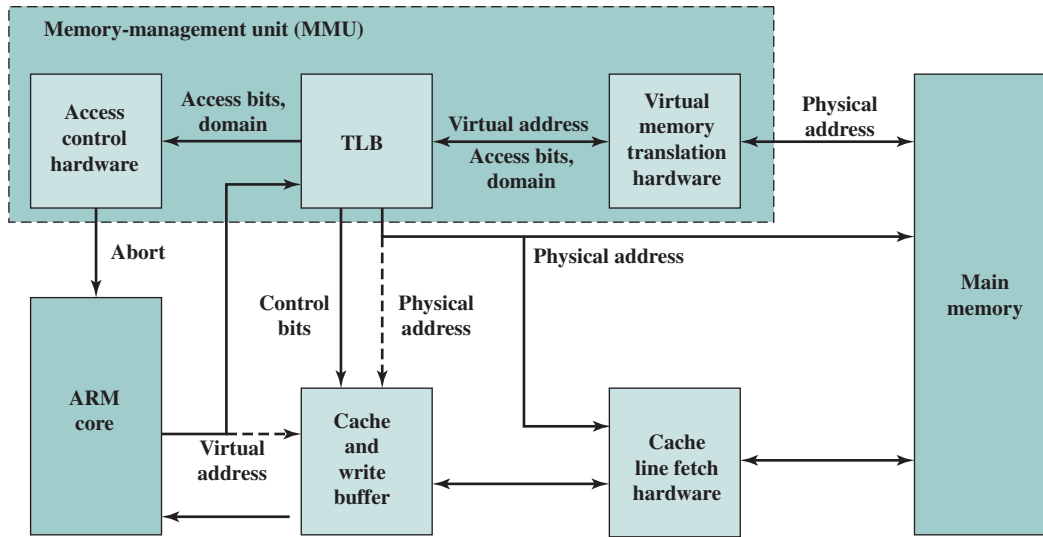 Memory-management unit (MMU)
Access
control
hardware
Access bits,
domain
TLB
Virtual address
Access bits,
domain
Virtual
memory
translation
hardware
Physical
address
Abort
Physical address
Control
bits
Physical
address
Main
memory
ARM
core
Virtual
address
Cache
and
write
buffer
Cache
line fetch
hardware